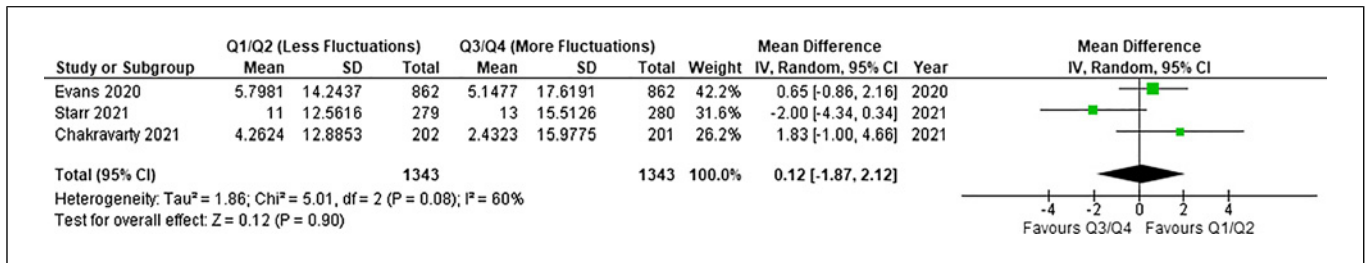 Q1/Q2 (Less Fluctuations) Q3/Q4 (More Fluctuations) Mean Difference Mean Difference
Study or Subgroup Mean SD Total Mean SD Total Weight IV, Random, 95% CI Year IV, Random, 95% CI
Evans 2020 5.7981 14.2437 862 5.1477 17.6191 862 42.2% 0.65 [-0.86, 2.16] 2020
Starr 2021 11 12.5616 279 13 15.5126 280 31.6% -2.00 [-4.34, 0.34] 2021
Chakravarty 2021 4.2624 12.8853 202 2.4323 15.9775 201 26.2% 1.83 [-1.00, 4.66] 2021
Total (95% CI) 1343 1343 100.0% 0.12 [-1.87, 2.12]
Heterogeneity: Tau² = 1.86; Chi² = 5.01, df = 2 (P = 0.08); I² = 60%
Test for overall effect: Z = 0.12 (P = 0.90)
-4 -2 0 2 4
Favours Q3/Q4 Favours Q1/Q2